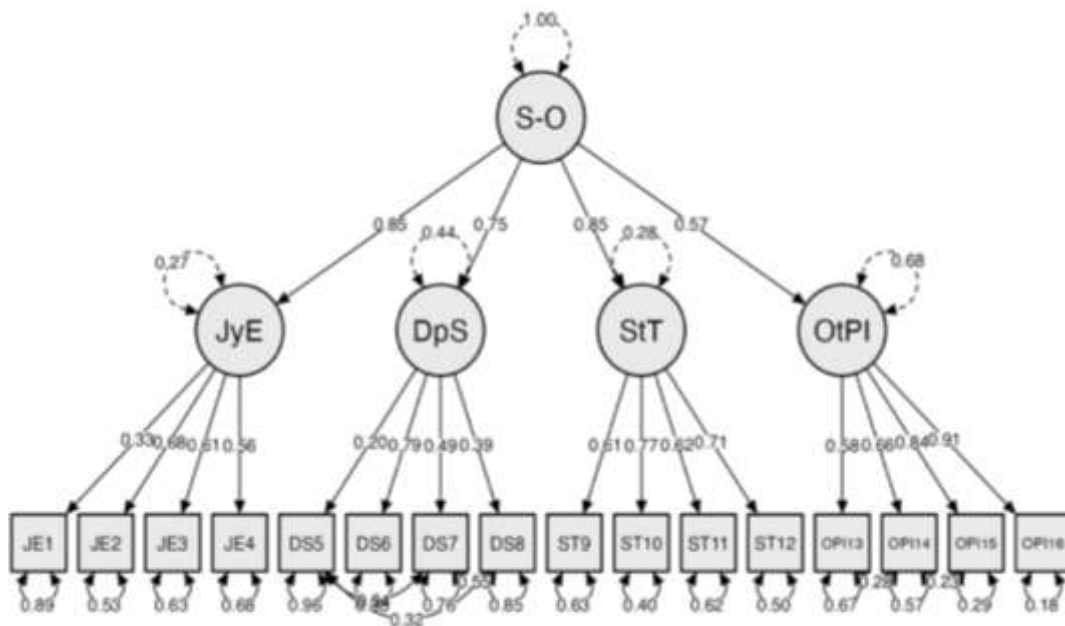 1.00
S-O
0.85 0.75 0.85 0.57
0.27 0.44 0.28 0.68
JyE DpS StT OtPI
0.33 0.68 0.61 0.56 0.20 0.79 0.49 0.39 0.61 0.77 0.62 0.71 0.58 0.66 0.84 0.91
JE1 JE2 JE3 JE4 DS5 DS6 DS7 DS8 ST9 ST10 ST11 ST12 OPI13 OPI14 OPI15 OPI16
0.55
0.89 0.53 0.63 0.68 0.96 0.76 0.85 0.63 0.40 0.62 0.50 0.67 0.57 0.29 0.18
0.32